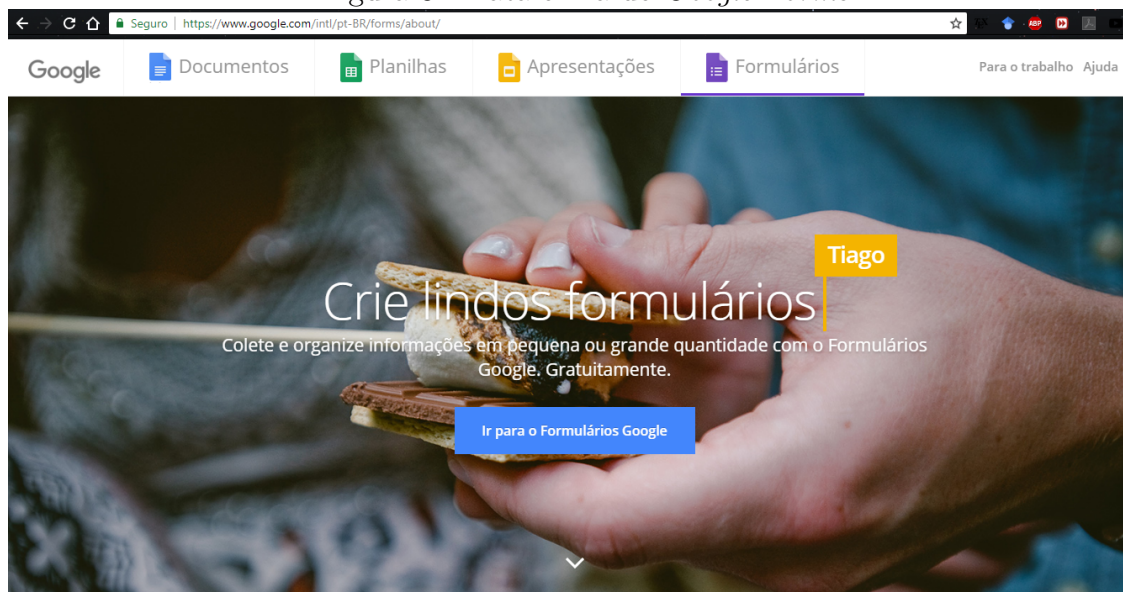 Seguro | https://www.google.com/intl/pt-BR/forms/about/
ABP
Google Documentos Planilhas Apresentações Formulários Para o trabalho Ajuda
Tiago
Crie lindos formulários
Colete e organize informações em pequena ou grande quantidade com o Formulários
Google. Gratuitamente.
Ir para o Formulários Google